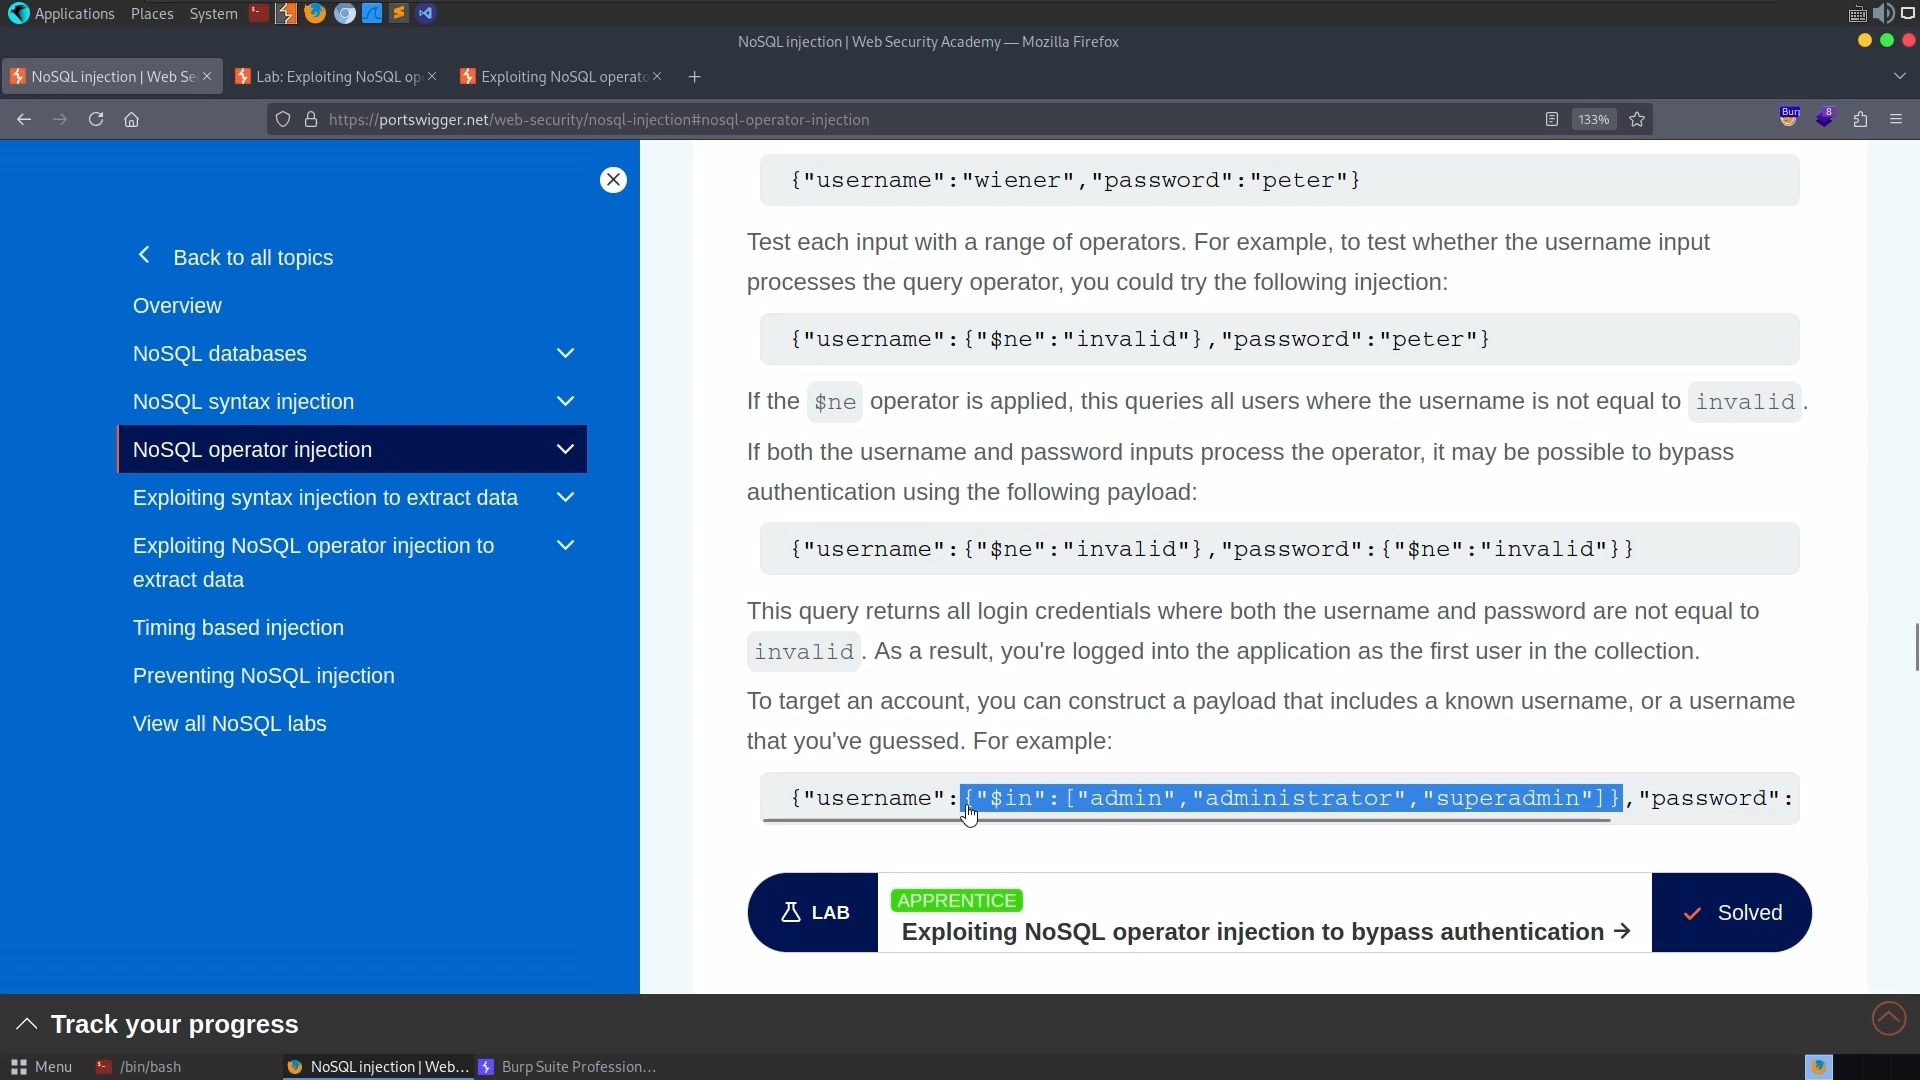 Applications Places System
NoSQL injection | Web Security Academy — Mozilla Firefox
NoSQL injection | Web Se
Lab: Exploiting NoSQL op
Exploiting NoSQL operato
https://portswigger.net/web-security/nosql-injection#nosql-operator-injection
133%
Burp
8
Back to all topics
Overview
NoSQL databases
NoSQL syntax injection
NoSQL operator injection
Exploiting syntax injection to extract data
Exploiting NoSQL operator injection to
extract data
Timing based injection
Preventing NoSQL injection
View all NoSQL labs
{"username":"wiener","password":"peter"}
Test each input with a range of operators. For example, to test whether the username input
processes the query operator, you could try the following injection:
{"username":{"$ne":"invalid"},"password":"peter"}
If the $ne operator is applied, this queries all users where the username is not equal to invalid.
If both the username and password inputs process the operator, it may be possible to bypass
authentication using the following payload:
{"username":{"$ne":"invalid"},"password":{"$ne":"invalid"}}
This query returns all login credentials where both the username and password are not equal to
invalid. As a result, you're logged into the application as the first user in the collection.
To target an account, you can construct a payload that includes a known username, or a username
that you've guessed. For example:
{"username":{"$in":["admin","administrator","superadmin"]},"password":
LAB
APPRENTICE
Exploiting NoSQL operator injection to bypass authentication →
Solved
Track your progress
Menu
/bin/bash
NoSQL injection | Web...
Burp Suite Profession...